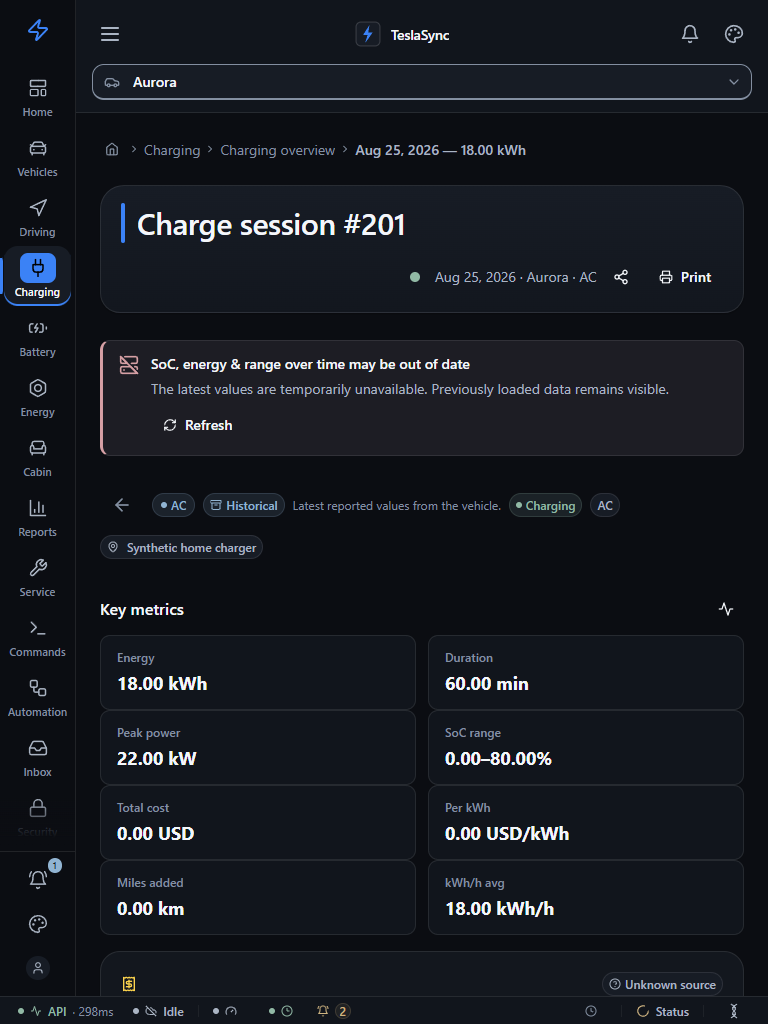 TeslaSync
Aurora
Home
Vehicles
Driving
Charging
Battery
Energy
Cabin
Reports
Service
Commands
Automation
Inbox
Security
1
Charging > Charging overview > Aug 25, 2026 — 18.00 kWh
Charge session #201
Aug 25, 2026 · Aurora · AC
Print
SoC, energy & range over time may be out of date
The latest values are temporarily unavailable. Previously loaded data remains visible.
Refresh
AC
Historical
Latest reported values from the vehicle.
Charging
AC
Synthetic home charger
Key metrics
Energy
18.00 kWh
Duration
60.00 min
Peak power
22.00 kW
SoC range
0.00–80.00%
Total cost
0.00 USD
Per kWh
0.00 USD/kWh
Miles added
0.00 km
kWh/h avg
18.00 kWh/h
Unknown source
API · 298ms
Idle
2
Status